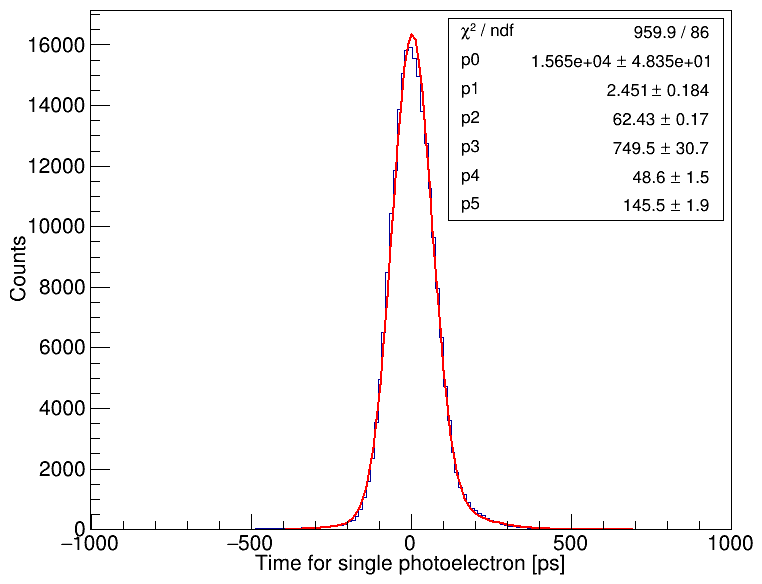 χ² / ndf 959.9 / 86
p0 1.565e+04 ± 4.835e+01
p1 2.451 ± 0.184
p2 62.43 ± 0.17
p3 749.5 ± 30.7
p4 48.6 ± 1.5
p5 145.5 ± 1.9
16000
14000
12000
10000
8000
6000
4000
2000
0
Counts
−1000 −500 0 500 1000
Time for single photoelectron [ps]